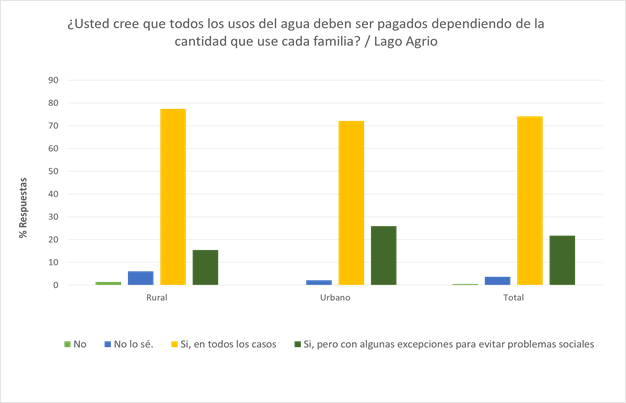 ¿Usted cree que todos los usos del agua deben ser pagados dependiendo de la
cantidad que use cada familia? / Lago Agrio
90
80
70
60
50
40
30
20
10
0
% Respuestas
Rural Urbano Total
No No lo sé. Si, en todos los casos Si, pero con algunas excepciones para evitar problemas sociales